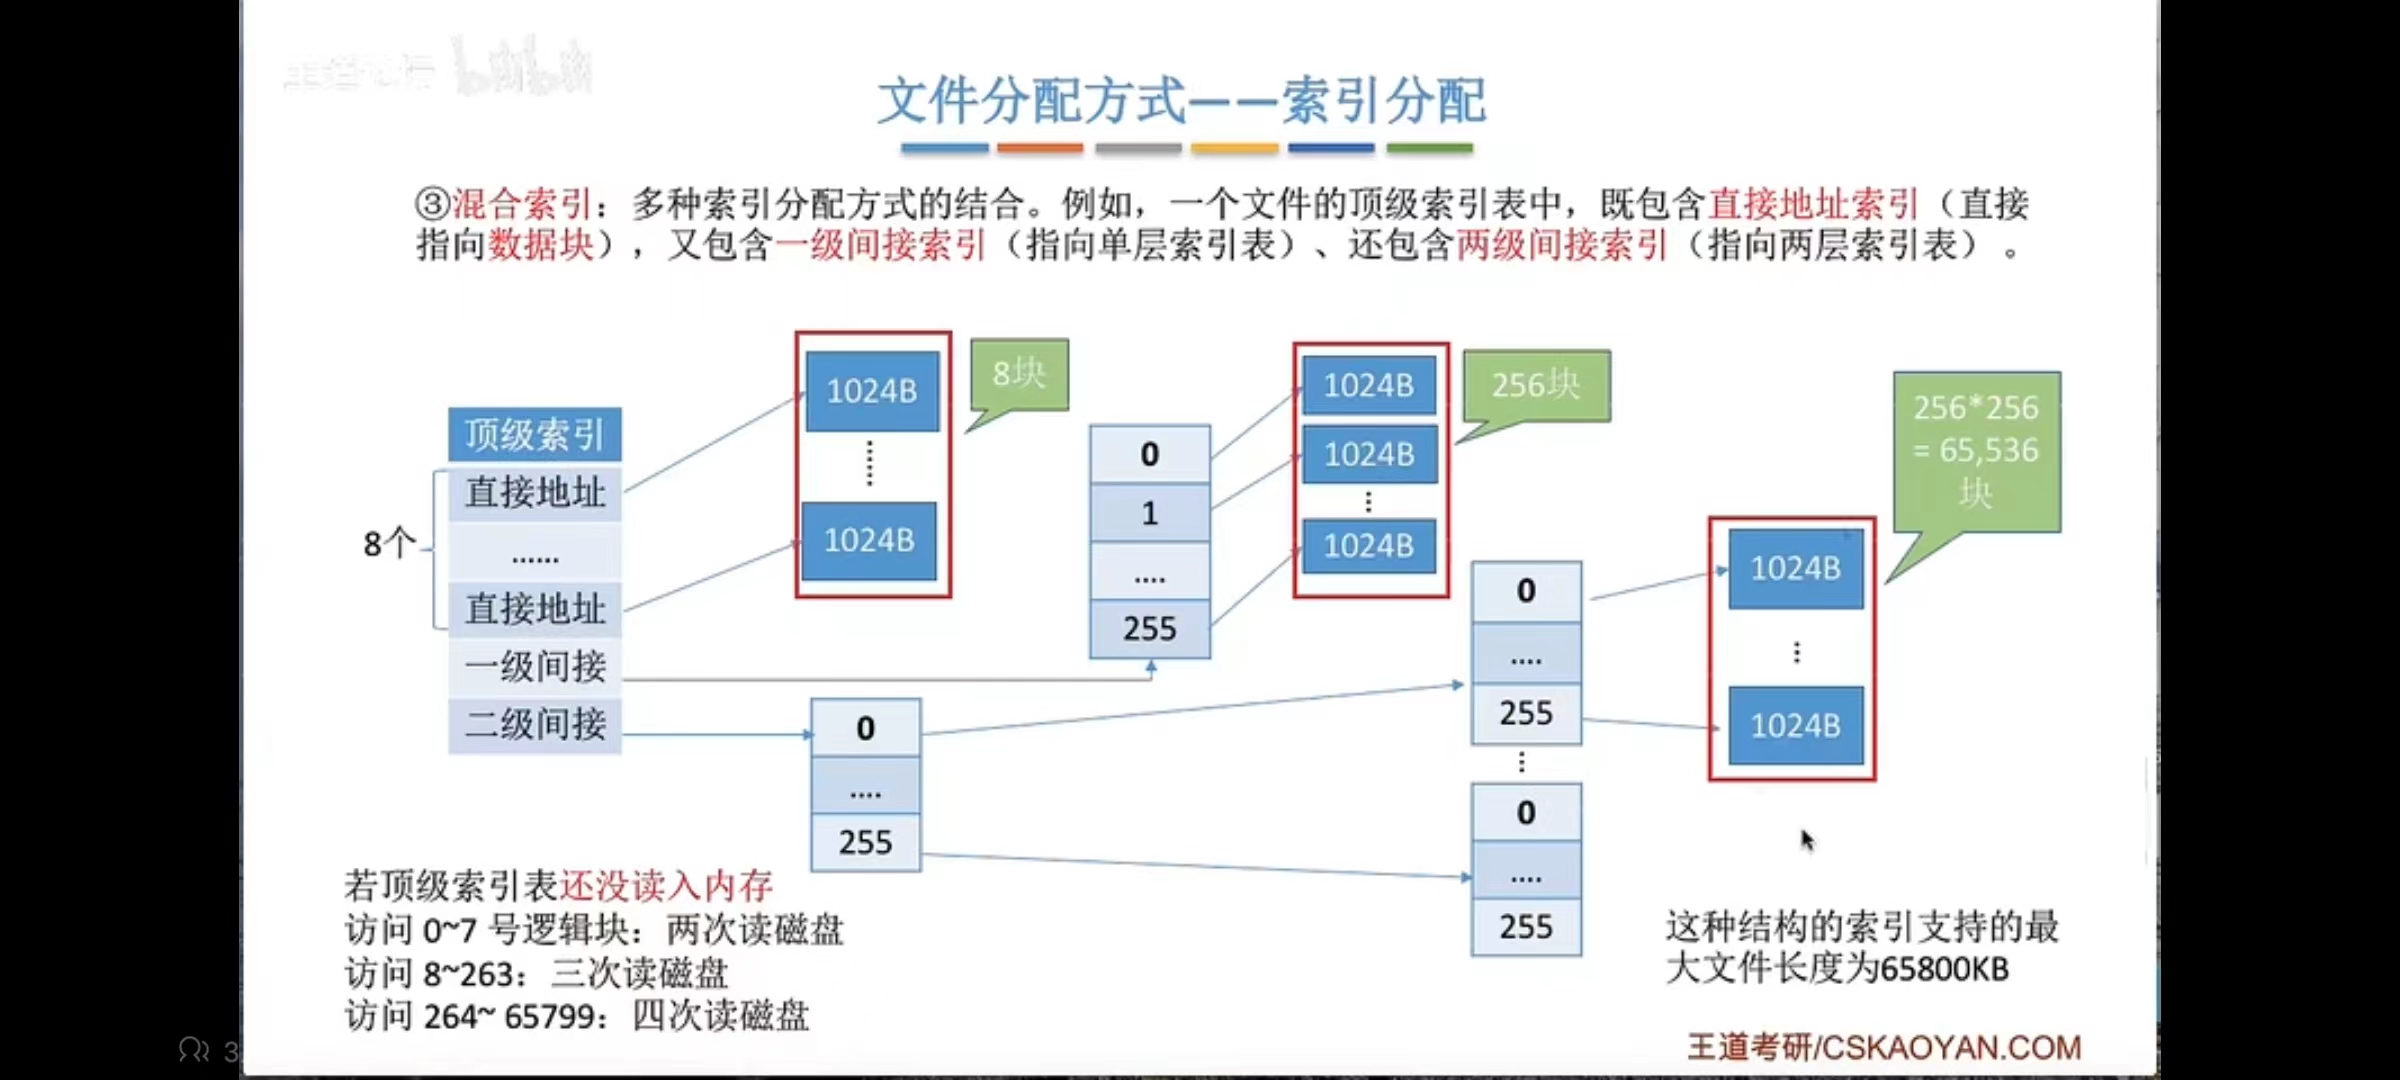 文件分配方式——索引分配
③混合索引：多种索引分配方式的结合。例如，一个文件的顶级索引表中，既包含直接地址索引（直接
指向数据块），又包含一级间接索引（指向单层索引表）、还包含两级间接索引（指向两层索引表）。
顶级索引
直接地址
……
直接地址
一级间接
二级间接
8个
1024B
1024B
8块
0
1
....
255
1024B
1024B
1024B
256块
0
....
255
0
....
255
0
....
255
1024B
1024B
256*256
= 65,536
块
若顶级索引表还没读入内存
访问 0~7 号逻辑块：两次读磁盘
访问 8~263：三次读磁盘
访问 264~ 65799：四次读磁盘
这种结构的索引支持的最
大文件长度为65800KB
王道考研/CSKAOYAN.COM
3